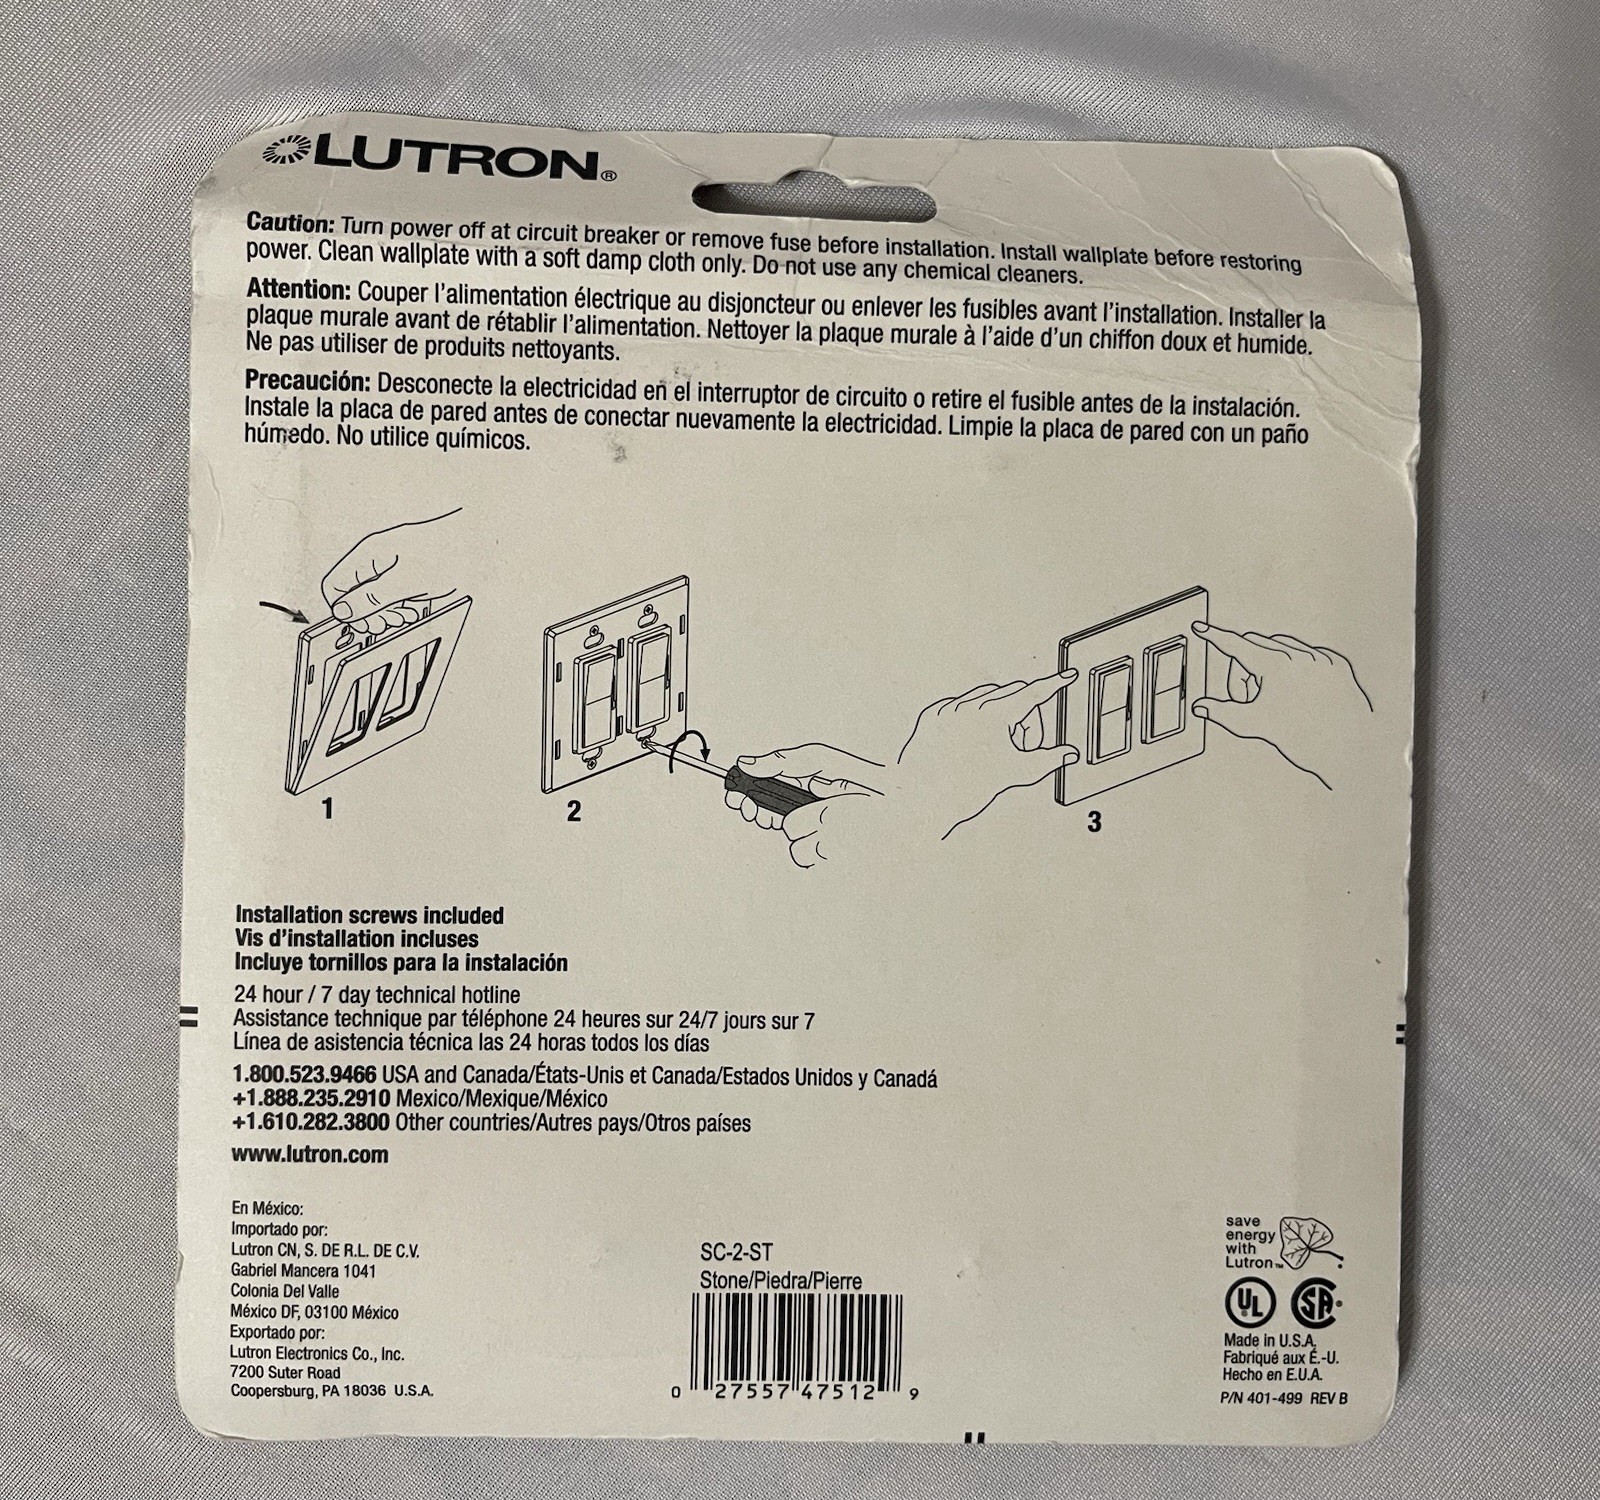 LUTRON®
Caution: Turn power off at circuit breaker or remove fuse before installation. Install wallplate before restoring
power. Clean wallplate with a soft damp cloth only. Do not use any chemical cleaners.
Attention: Couper l'alimentation électrique au disjoncteur ou enlever les fusibles avant l'installation. Installer la
plaque murale avant de rétablir l'alimentation. Nettoyer la plaque murale à l'aide d'un chiffon doux et humide.
Ne pas utiliser de produits nettoyants.
Precaución: Desconecte la electricidad en el interruptor de circuito o retire el fusible antes de la instalación.
Instale la placa de pared antes de conectar nuevamente la electricidad. Limpie la placa de pared con un paño
húmedo. No utilice químicos.
1
2
3
Installation screws included
Vis d'installation incluses
Incluye tornillos para la instalación
24 hour / 7 day technical hotline
Assistance technique par téléphone 24 heures sur 24/7 jours sur 7
Línea de asistencia técnica las 24 horas todos los días
1.800.523.9466 USA and Canada/États-Unis et Canada/Estados Unidos y Canadá
+1.888.235.2910 Mexico/Mexique/México
+1.610.282.3800 Other countries/Autres pays/Otros países
www.lutron.com
En México:
Importado por:
Lutron CN, S. DE R.L. DE C.V.
Gabriel Mancera 1041
Colonia Del Valle
México DF, 03100 México
Exportado por:
Lutron Electronics Co., Inc.
7200 Suter Road
Coopersburg, PA 18036 U.S.A.
SC-2-ST
Stone/Piedra/Pierre
0 27557 47512 9
save
energy
with
Lutron™
UL SA
Made in U.S.A.
Fabriqué aux É.-U.
Hecho en E.U.A.
P/N 401-499 REV B